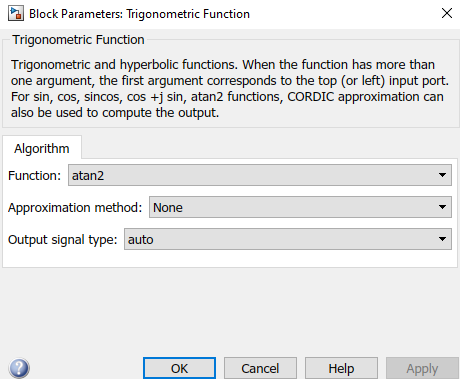 Block Parameters: Trigonometric Function
Trigonometric Function
Trigonometric and hyperbolic functions. When the function has more than
one argument, the first argument corresponds to the top (or left) input port.
For sin, cos, sincos, cos +j sin, atan2 functions, CORDIC approximation can
also be used to compute the output.
Algorithm
Function: atan2
Approximation method: None
Output signal type: auto
? OK Cancel Help Apply